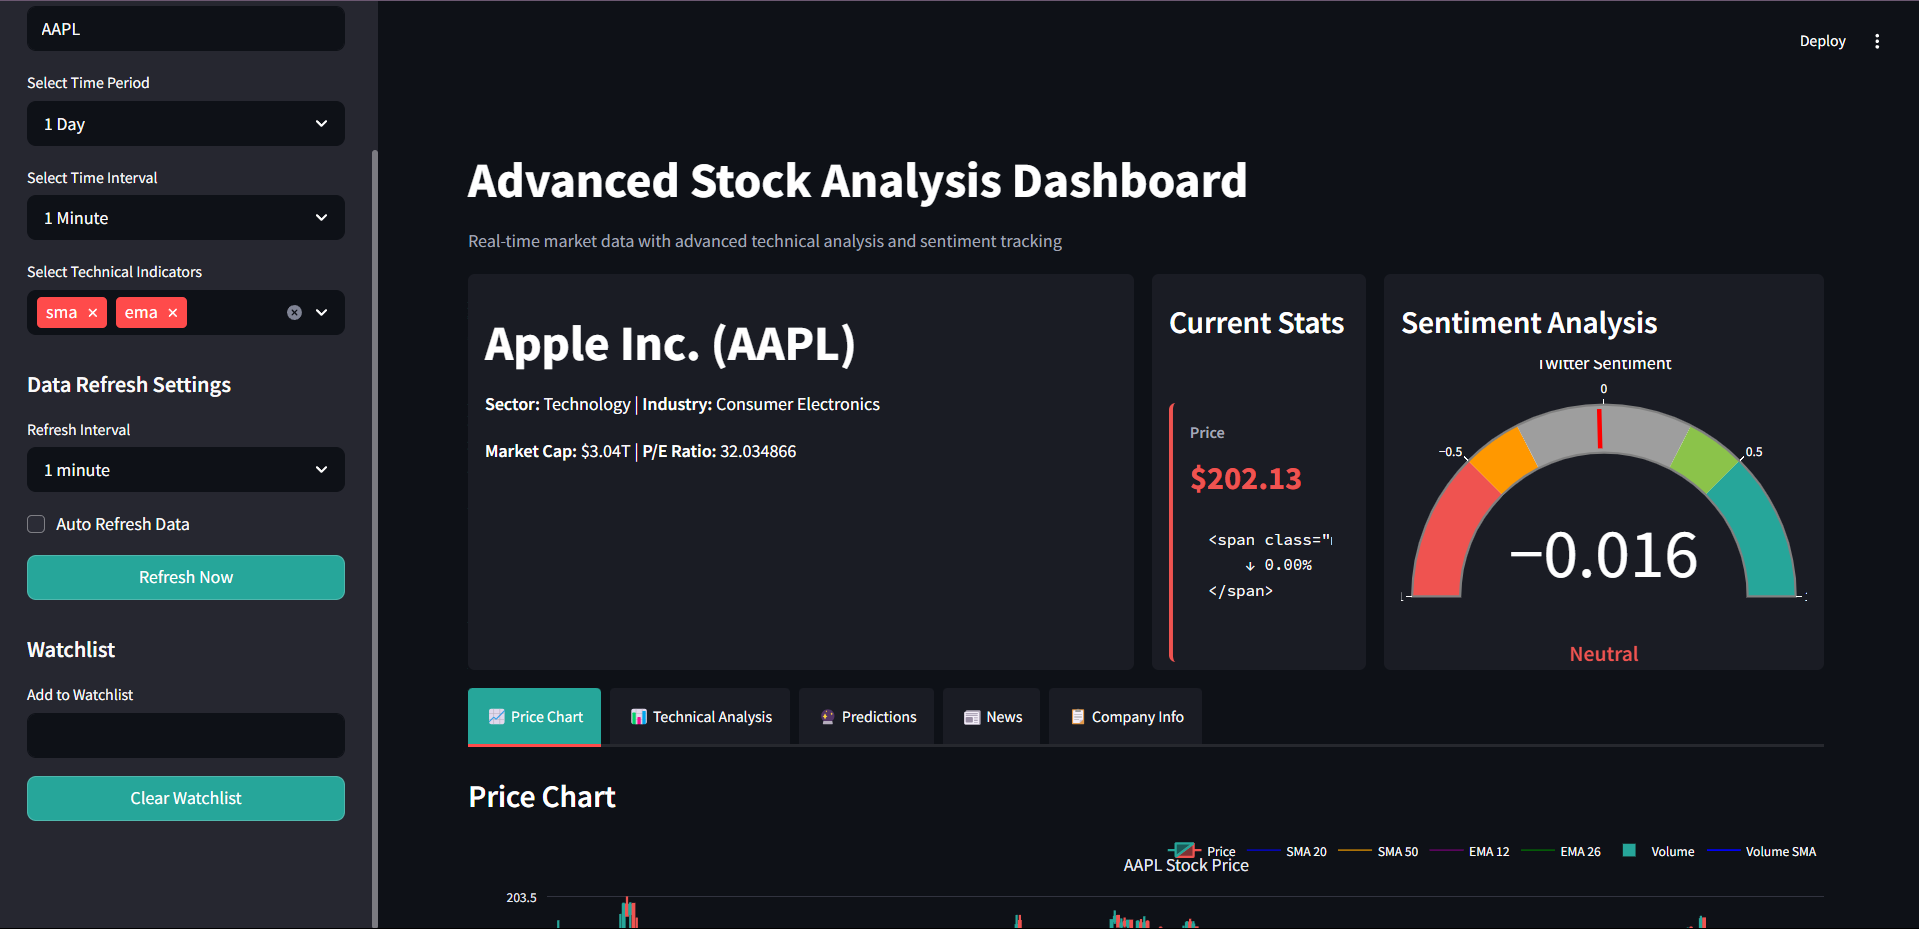 AAPL
Select Time Period
1 Day
Select Time Interval
1 Minute
Select Technical Indicators
sma
ema
Data Refresh Settings
Refresh Interval
1 minute
Auto Refresh Data
Refresh Now
Watchlist
Add to Watchlist
Clear Watchlist
Deploy
Advanced Stock Analysis Dashboard
Real-time market data with advanced technical analysis and sentiment tracking
Apple Inc. (AAPL)
Sector: Technology | Industry: Consumer Electronics
Market Cap: $3.04T | P/E Ratio: 32.034866
Current Stats
Price
$202.13
<span class="
↓ 0.00%
</span>
Sentiment Analysis
Twitter Sentiment
0
−0.5
0.5
−0.016
Neutral
Price Chart
Technical Analysis
Predictions
News
Company Info
Price Chart
Price
SMA 20
SMA 50
EMA 12
EMA 26
Volume
Volume SMA
AAPL Stock Price
203.5